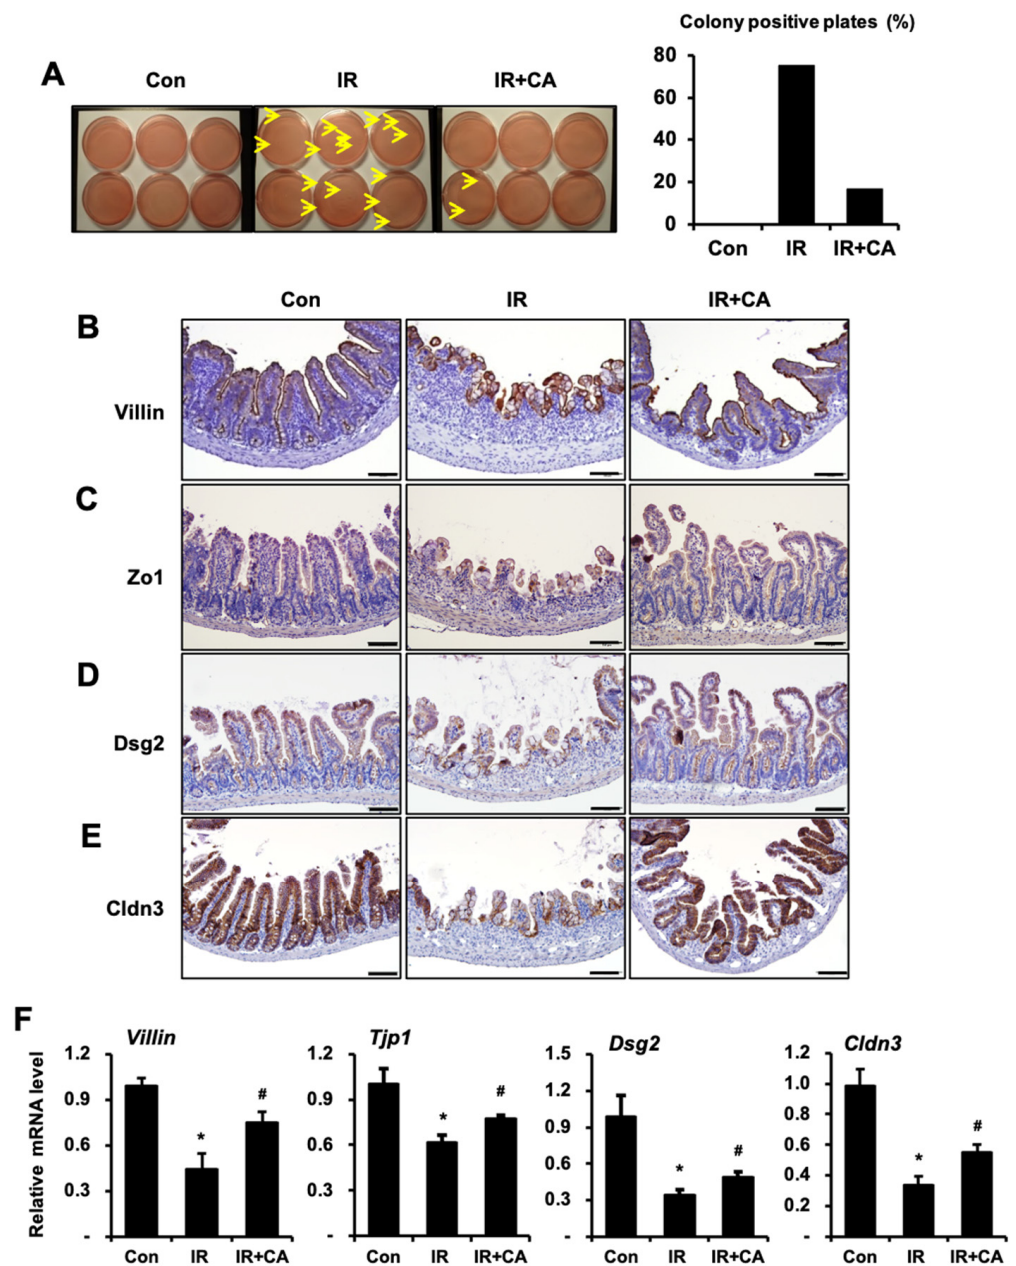 Colony positive plates (%)
A
Con IR IR+CA
80
60
40
20
0
Con IR IR+CA
Con IR IR+CA
B
Villin
C
Zo1
D
Dsg2
E
Cldn3
F
Relative mRNA level
Villin
1.2
0.9
0.6
0.3
-
* #
Con IR IR+CA
Tjp1
1.2
0.9
0.6
0.3
-
* #
Con IR IR+CA
Dsg2
1.5
1.2
0.9
0.6
0.3
-
* #
Con IR IR+CA
Cldn3
1.2
1.0
0.8
0.6
0.4
0.2
-
* #
Con IR IR+CA